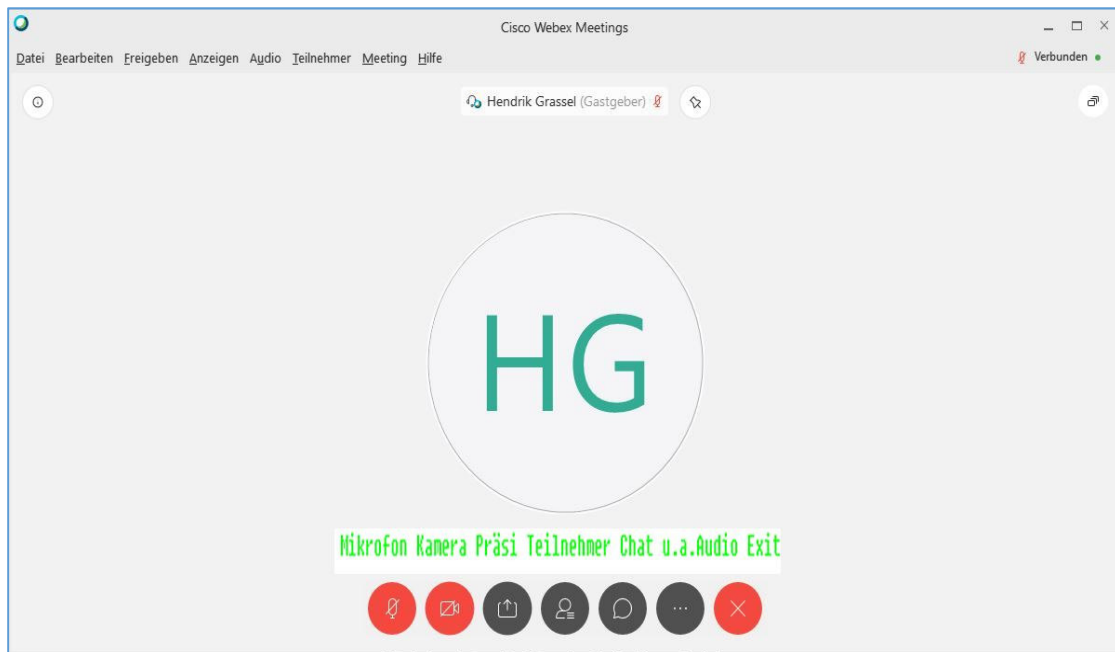 Cisco Webex Meetings
Datei Bearbeiten Freigeben Anzeigen Audio Teilnehmer Meeting Hilfe
Verbunden
Hendrik Grassel (Gastgeber)
HG
Mikrofon Kamera Präsi Teilnehmer Chat u.a.Audio Exit